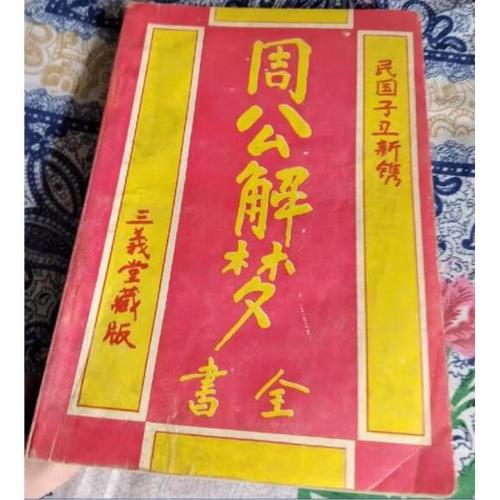 民国子丑新镌
周公解梦
全書
三義堂藏版